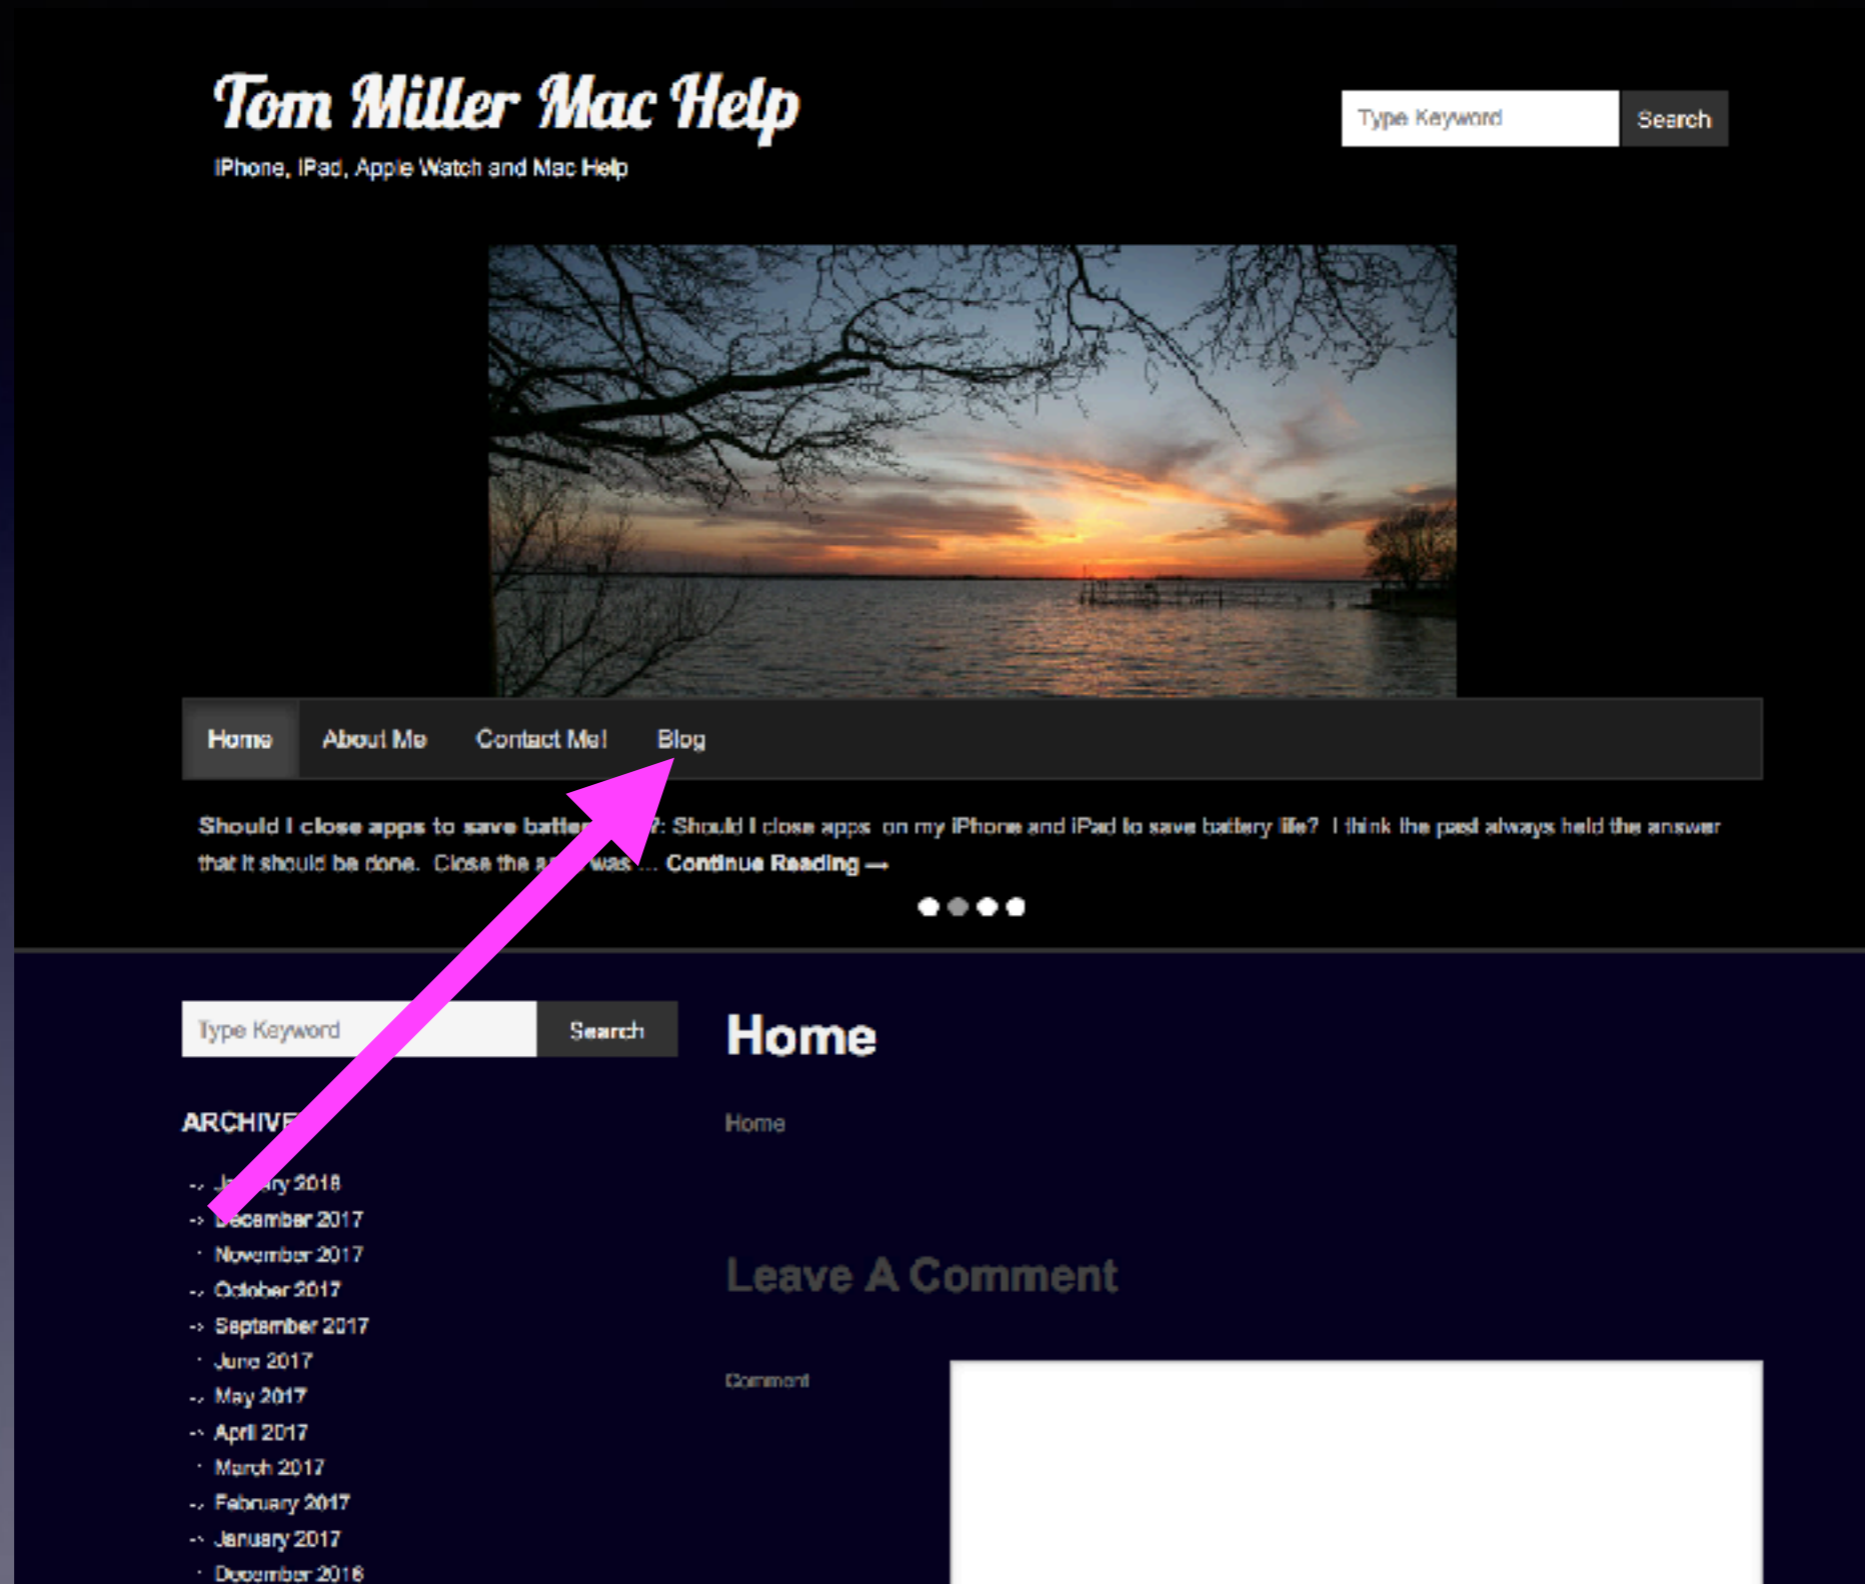 Tom Miller Mac Help
iPhone, iPad, Apple Watch and Mac Help
Type Keyword
Search
Home
About Me
Contact Me!
Blog
Should I close apps to save ?: Should I close apps on my iPhone and iPad to save battery life? I think the past always held the answer
that it should be done. Close the was ... Continue Reading →
Type Keyword
Search
Home
Home
Leave A Comment
Comment
2018
December 2017
November 2017
October 2017
September 2017
June 2017
May 2017
April 2017
March 2017
February 2017
January 2017
December 2016